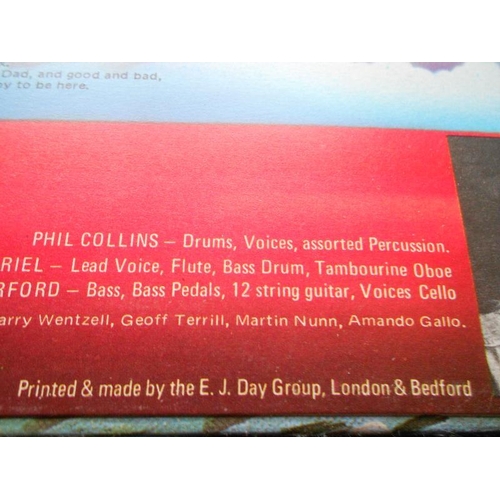 Dad, and good and bad,
y to be here.
PHIL COLLINS – Drums, Voices, assorted Percussion.
RIEL – Lead Voice, Flute, Bass Drum, Tambourine Oboe
RFORD – Bass, Bass Pedals, 12 string guitar, Voices Cello
arry Wentzell, Geoff Terrill, Martin Nunn, Amando Gallo.
Printed & made by the E. J. Day Group, London & Bedford